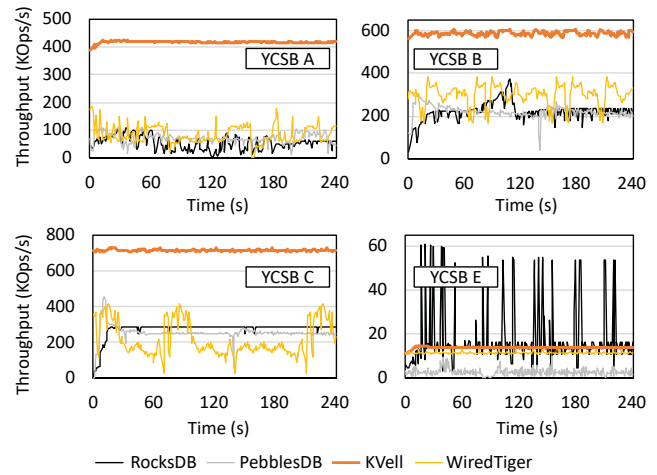 Throughput (KOps/s)
500
400
300
200
100
0
YCSB A
0 60 120 180 240
Time (s)
600
400
200
0
YCSB B
0 60 120 180 240
Time (s)
Throughput (KOps/s)
800
600
400
200
0
YCSB C
0 60 120 180 240
Time (s)
60
40
20
0
YCSB E
0 60 120 180 240
Time (s)
RocksDB PebblesDB KVell WiredTiger